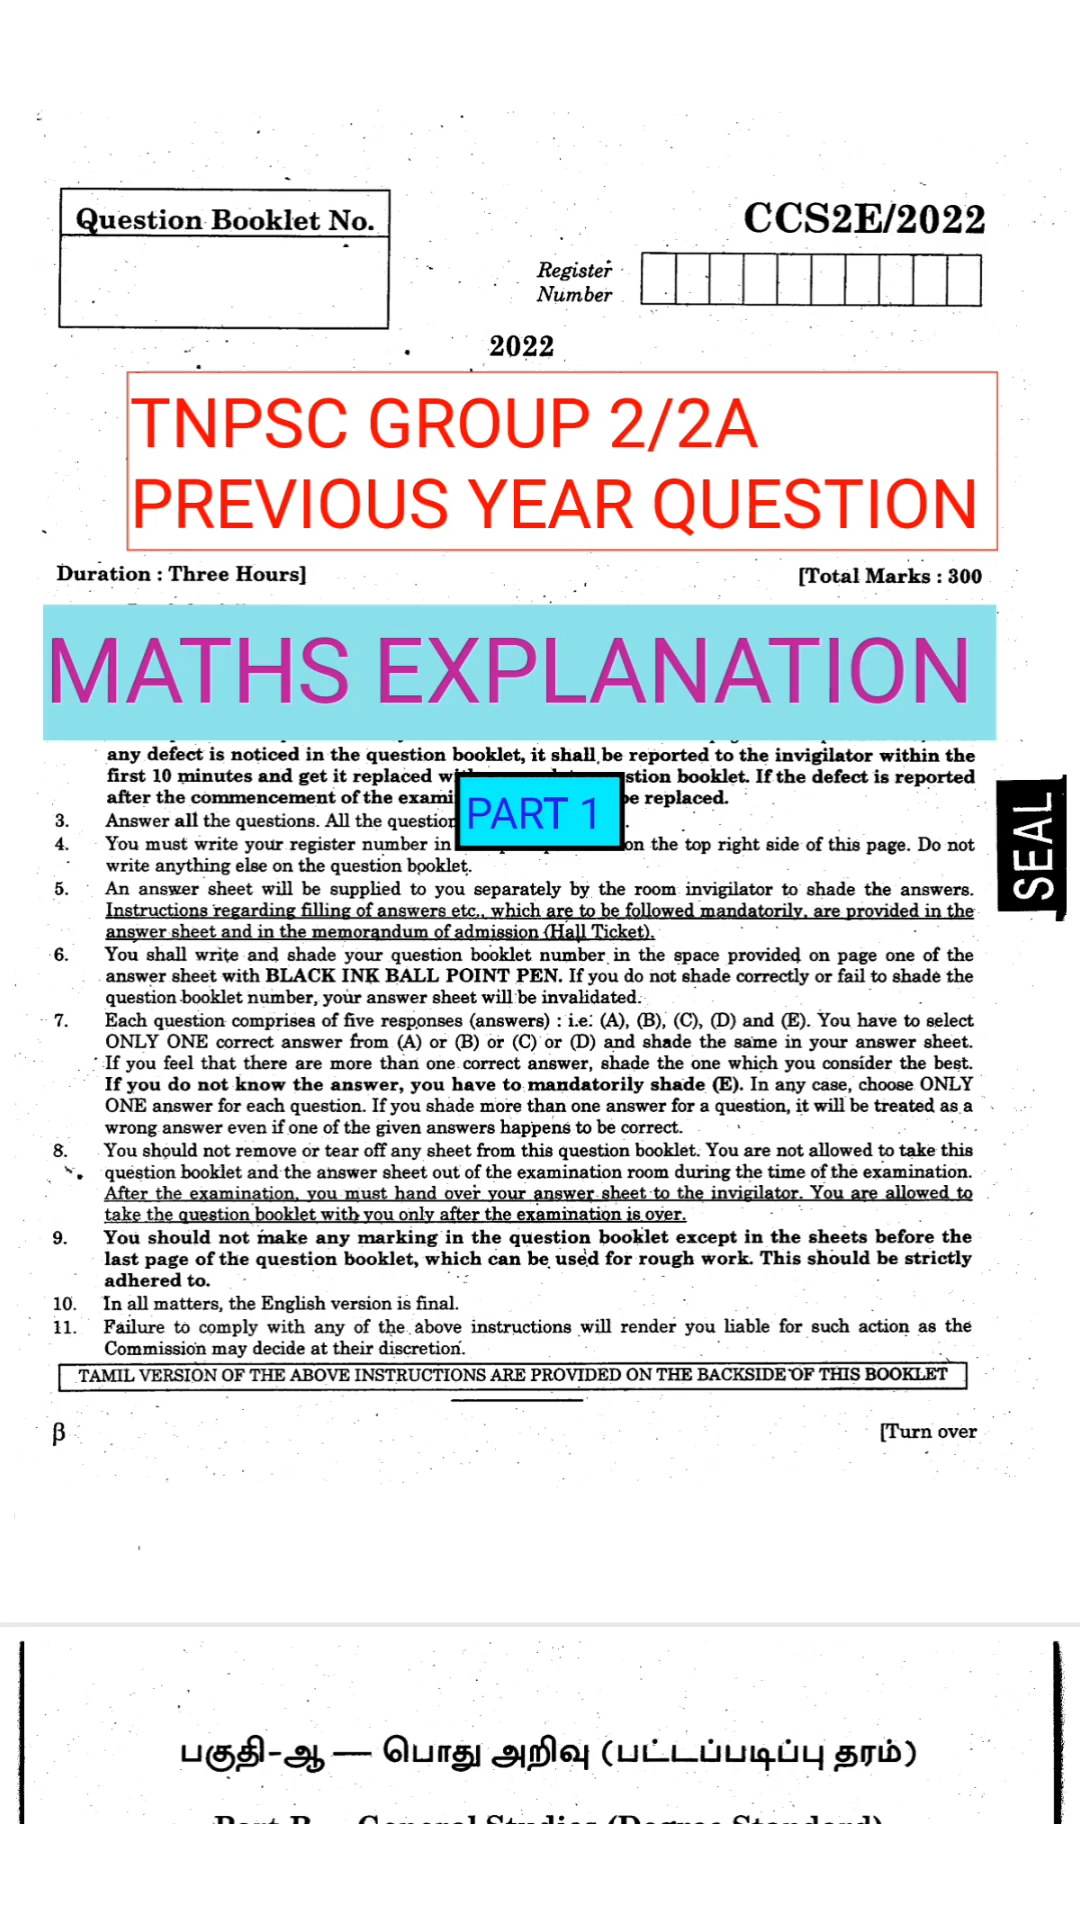 Question Booklet No.
CCS2E/2022
Register
Number
2022
TNPSC GROUP 2/2A
PREVIOUS YEAR QUESTION
Duration : Three Hours]
[Total Marks : 300
MATHS EXPLANATION
any defect is noticed in the question booklet, it shall be reported to the invigilator within the
first 10 minutes and get it replaced stion booklet. If the defect is reported
after the commencement of the exami be replaced.
PART 1
3. Answer all the questions. All the question
4. You must write your register number in on the top right side of this page. Do not
write anything else on the question booklet.
5. An answer sheet will be supplied to you separately by the room invigilator to shade the answers.
Instructions regarding filling of answers etc., which are to be followed mandatorily, are provided in the
answer sheet and in the memorandum of admission (Hall Ticket).
6. You shall write and shade your question booklet number in the space provided on page one of the
answer sheet with BLACK INK BALL POINT PEN. If you do not shade correctly or fail to shade the
question booklet number, your answer sheet will be invalidated.
7. Each question comprises of five responses (answers) : i.e. (A), (B), (C), (D) and (E). You have to select
ONLY ONE correct answer from (A) or (B) or (C) or (D) and shade the same in your answer sheet.
If you feel that there are more than one correct answer, shade the one which you consider the best.
If you do not know the answer, you have to mandatorily shade (E). In any case, choose ONLY
ONE answer for each question. If you shade more than one answer for a question, it will be treated as a
wrong answer even if one of the given answers happens to be correct.
8. You should not remove or tear off any sheet from this question booklet. You are not allowed to take this
question booklet and the answer sheet out of the examination room during the time of the examination.
After the examination, you must hand over your answer sheet to the invigilator. You are allowed to
take the question booklet with you only after the examination is over.
9. You should not make any marking in the question booklet except in the sheets before the
last page of the question booklet, which can be used for rough work. This should be strictly
adhered to.
10. In all matters, the English version is final.
11. Failure to comply with any of the above instructions will render you liable for such action as the
Commission may decide at their discretion.
TAMIL VERSION OF THE ABOVE INSTRUCTIONS ARE PROVIDED ON THE BACKSIDE OF THIS BOOKLET
β
[Turn over
SEAL
பகுதி-ஆ — பொது அறிவு (பட்டப்படிப்பு தரம்)
Part-B — General Studies (Degree Standard)